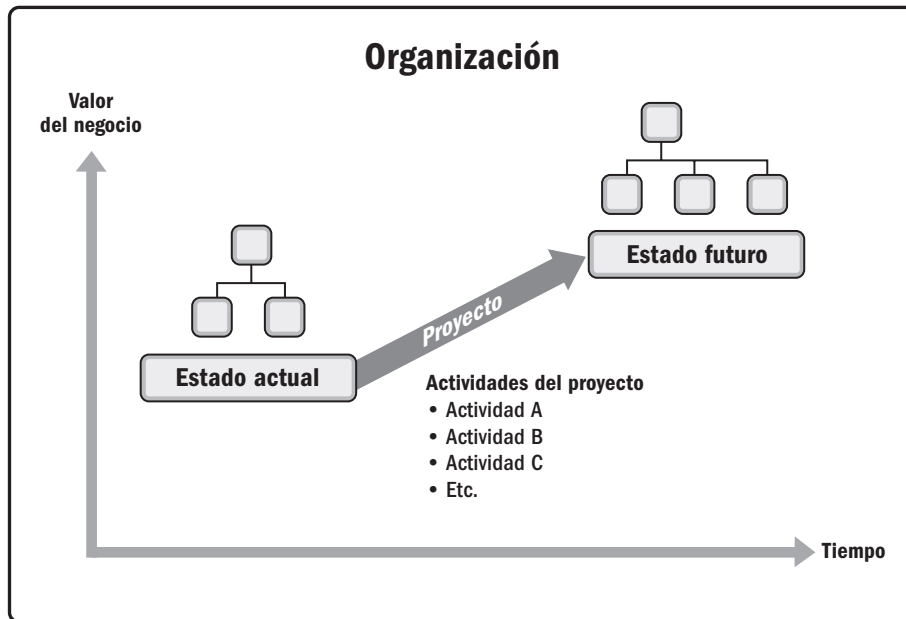 Organización
Valor
del negocio
Estado futuro
Proyecto
Estado actual
Actividades del proyecto
• Actividad A
• Actividad B
• Actividad C
• Etc.
Tiempo